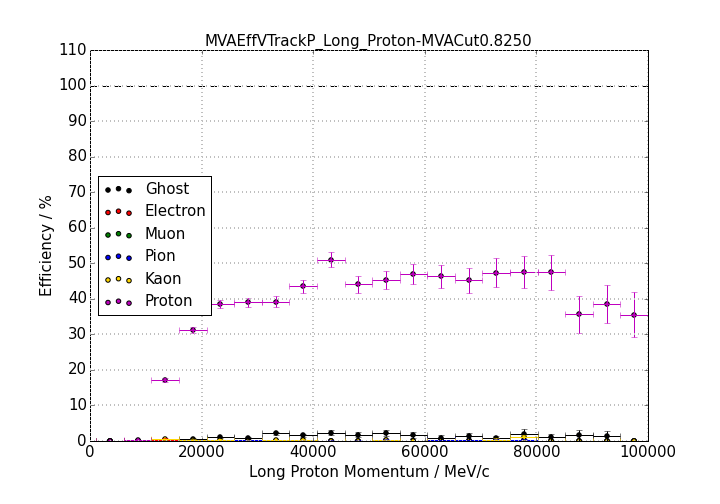 MVAEffVTrackP_Long_Proton-MVACut0.8250
110
100
90
80
70
60
50
40
30
20
10
0
Efficiency / %
Ghost
Electron
Muon
Pion
Kaon
Proton
0 20000 40000 60000 80000 100000
Long Proton Momentum / MeV/c